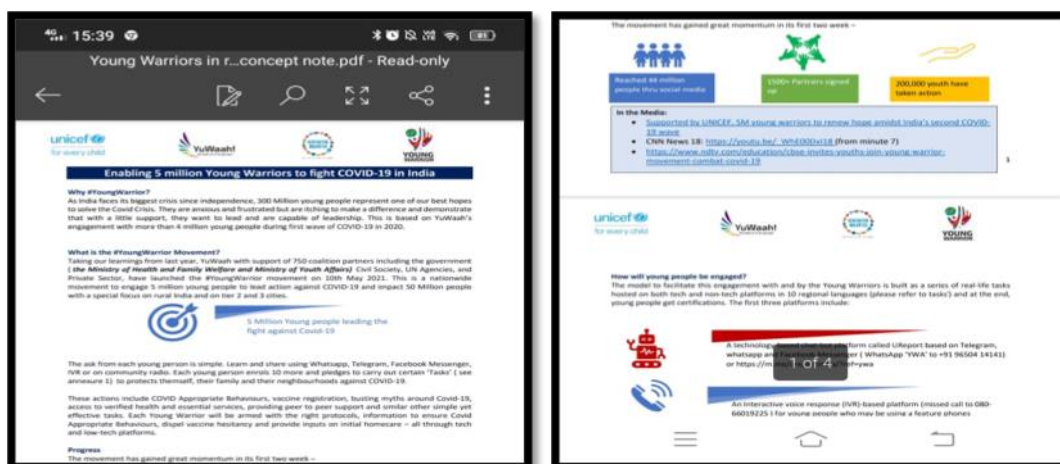 4G 15:39
81
Young Warriors in r...concept note.pdf - Read-only
unicef
for every child
YuWaah!
YOUNG
WARRIOR
Enabling 5 million Young Warriors to fight COVID-19 in India
Why #YoungWarrior?
As India faces its biggest crisis since independence, 300 Million young people represent one of our best hopes
to solve the Covid Crisis. They are anxious and frustrated but are itching to make a difference and demonstrate
that with a little support, they want to lead and are capable of leadership. This is based on YuWaah's
engagement with more than 4 million young people during first wave of COVID-19 in 2020.
What is the #YoungWarrior Movement?
Taking our learnings from last year, YuWaah with support of 750 coalition partners including the government
( the Ministry of Health and Family Welfare and Ministry of Youth Affairs) Civil Society, UN Agencies, and
Private Sector, have launched the #YoungWarrior movement on 10th May 2021. This is a nationwide
movement to engage 5 million young people to lead action against COVID-19 and impact 50 Million people
with a special focus on rural India and on tier 2 and 3 cities.
5 Million Young people leading the
fight against Covid-19
The ask from each young person is simple. Learn and share using Whatsapp, Telegram, Facebook Messenger,
IVR or on community radio. Each young person enrols 10 more and pledges to carry out certain 'Tasks' ( see
annexure 1) to protects themself, their family and their neighbourhoods against COVID-19.
These actions include COVID Appropriate Behaviours, vaccine registration, busting myths around Covid-19,
access to verified health and essential services, providing peer to peer support and similar other simple yet
effective tasks. Each Young Warrior will be armed with the right protocols, information to ensure Covid
Appropriate Behaviours, dispel vaccine hesitancy and provide inputs on initial homecare – all through tech
and low-tech platforms.
Progress
The movement has gained great momentum in its first two week –
The movement has gained great momentum in its first two week –
Reached 44 million
people thru social media
1500+ Partners signed
up
200,000 youth have
taken action
In the Media:
• Supported by UNICEF, 5M young warriors to renew hope amidst India's second COVID-
19 wave
• CNN News 18: https://youtu.be/ (from minute 7)
• https://www.ndtv.com/education/cbse-invites-youths-join-young-warrior-
movement-combat-covid-19
1
unicef
for every child
YuWaah!
YOUNG
WARRIOR
How will young people be engaged?
The model to facilitate this engagement with and by the Young Warriors is built as a series of real-life tasks
hosted on both tech and non-tech platforms in 10 regional languages (please refer to tasks') and at the end,
young people get certifications. The first three platforms include:
A technology platform called UReport based on Telegram,
whatsapp and ( WhatsApp 'YWA' to +91 96504 14141)
or
1 of 4
An Interactive voice response (IVR)-based platform (missed call to 080-
66019225 ) for young people who may be using a feature phones